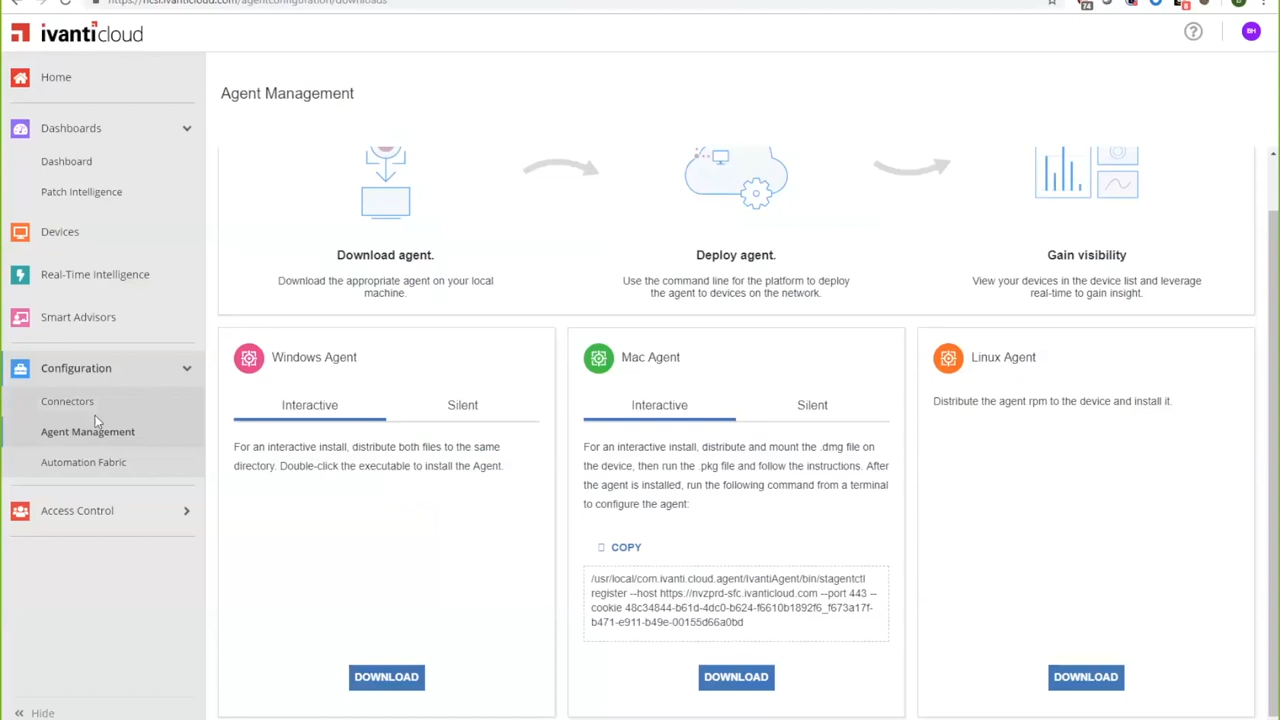 https://ncsi.ivanticloud.com/agentconfiguration/downloads
74
8
ivanticloud
?
BH
Home
Dashboards
Dashboard
Patch Intelligence
Devices
Real-Time Intelligence
Smart Advisors
Configuration
Connectors
Agent Management
Automation Fabric
Access Control
Hide
Agent Management
Download agent.
Download the appropriate agent on your local
machine.
Deploy agent.
Use the command line for the platform to deploy
the agent to devices on the network.
Gain visibility
View your devices in the device list and leverage
real-time to gain insight.
Windows Agent
Interactive
Silent
For an interactive install, distribute both files to the same
directory. Double-click the executable to install the Agent.
DOWNLOAD
Mac Agent
Interactive
Silent
For an interactive install, distribute and mount the .dmg file on
the device, then run the .pkg file and follow the instructions. After
the agent is installed, run the following command from a terminal
to configure the agent:
COPY
/usr/local/com.ivanti.cloud.agent/IvantiAgent/bin/stagentctl
register --host https://nvzprd-sfc.ivanticloud.com --port 443 --
cookie 48c34844-b61d-4dc0-b624-f6610b1892f6_f673a17f-
b471-e911-b49e-00155d66a0bd
DOWNLOAD
Linux Agent
Distribute the agent rpm to the device and install it.
DOWNLOAD